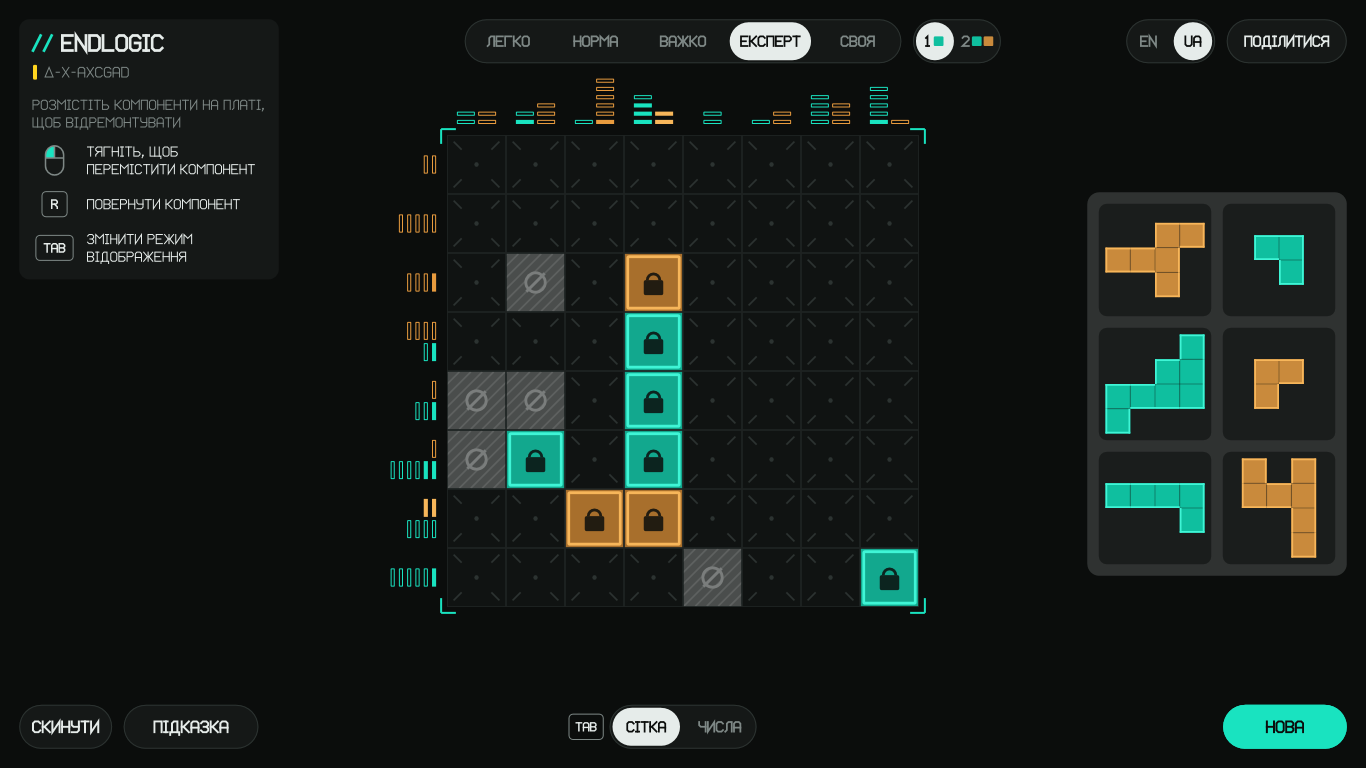 // ENDLOGIC
Δ-X-AXCGAD
РОЗМІСТІТЬ КОМПОНЕНТИ НА ПЛАТІ,
ЩОБ ВІДРЕМОНТУВАТИ
ТЯГНІТЬ, ЩОБ
ПЕРЕМІСТИТИ КОМПОНЕНТ
R
ПОВЕРНУТИ КОМПОНЕНТ
TAB
ЗМІНИТИ РЕЖИМ
ВІДОБРАЖЕННЯ
ЛЕГКО
НОРМА
ВАЖКО
ЕКСПЕРТ
СВОЯ
1
2
EN
UA
ПОДІЛИТИСЯ
СКИНУТИ
ПІДКАЗКА
TAB
СІТКА
ЧИСЛА
НОВА